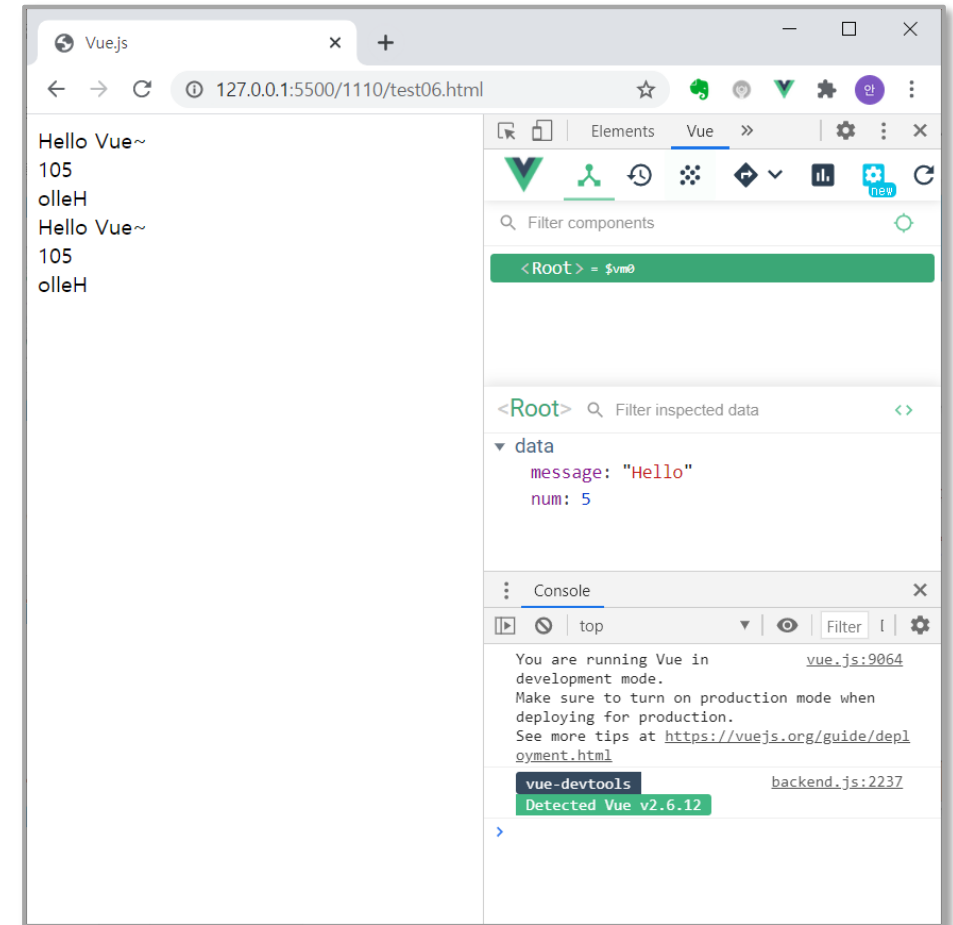 Vue.js
127.0.0.1:5500/1110/test06.html
안
Hello Vue~
105
olleH
Hello Vue~
105
olleH
Elements Vue »
new
Filter components
<Root> = $vm0
<Root> Filter inspected data < >
data
message: "Hello"
num: 5
Console
top Filter
You are running Vue in vue.js:9064
development mode.
Make sure to turn on production mode when
deploying for production.
See more tips at https://vuejs.org/guide/depl
oyment.html
vue-devtools backend.js:2237
Detected Vue v2.6.12
>